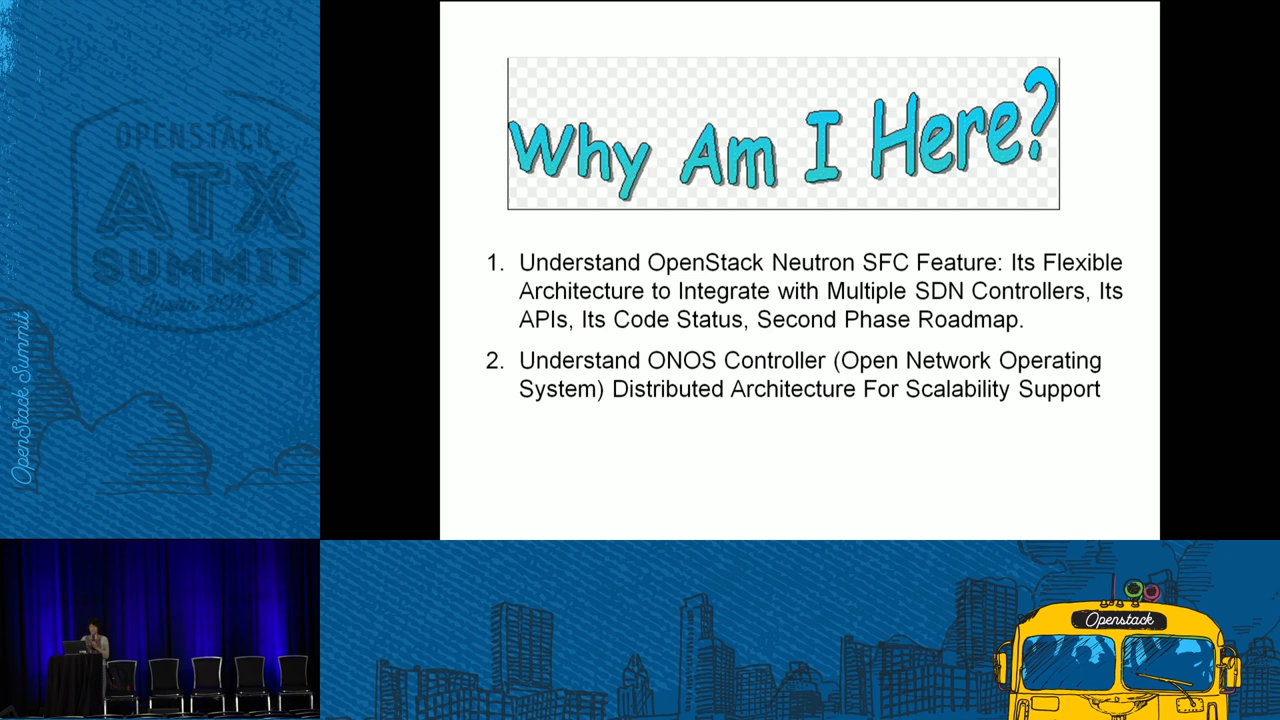 OPENSTACK
ATX
SUMMIT
Austin 2016
OpenStack Summit
Why Am I Here?
1. Understand OpenStack Neutron SFC Feature: Its Flexible
Architecture to Integrate with Multiple SDN Controllers, Its
APIs, Its Code Status, Second Phase Roadmap.
2. Understand ONOS Controller (Open Network Operating
System) Distributed Architecture For Scalability Support
Openstack